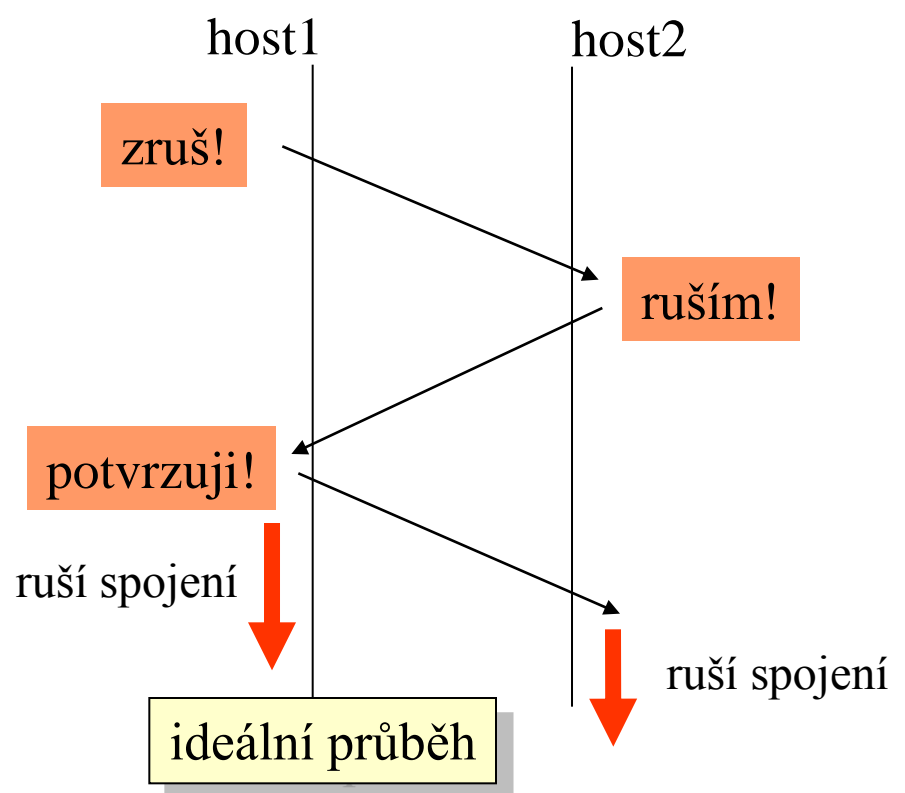 host1
host2
zruš!
ruším!
potvrzuji!
ruší spojení
ruší spojení
ideální průběh